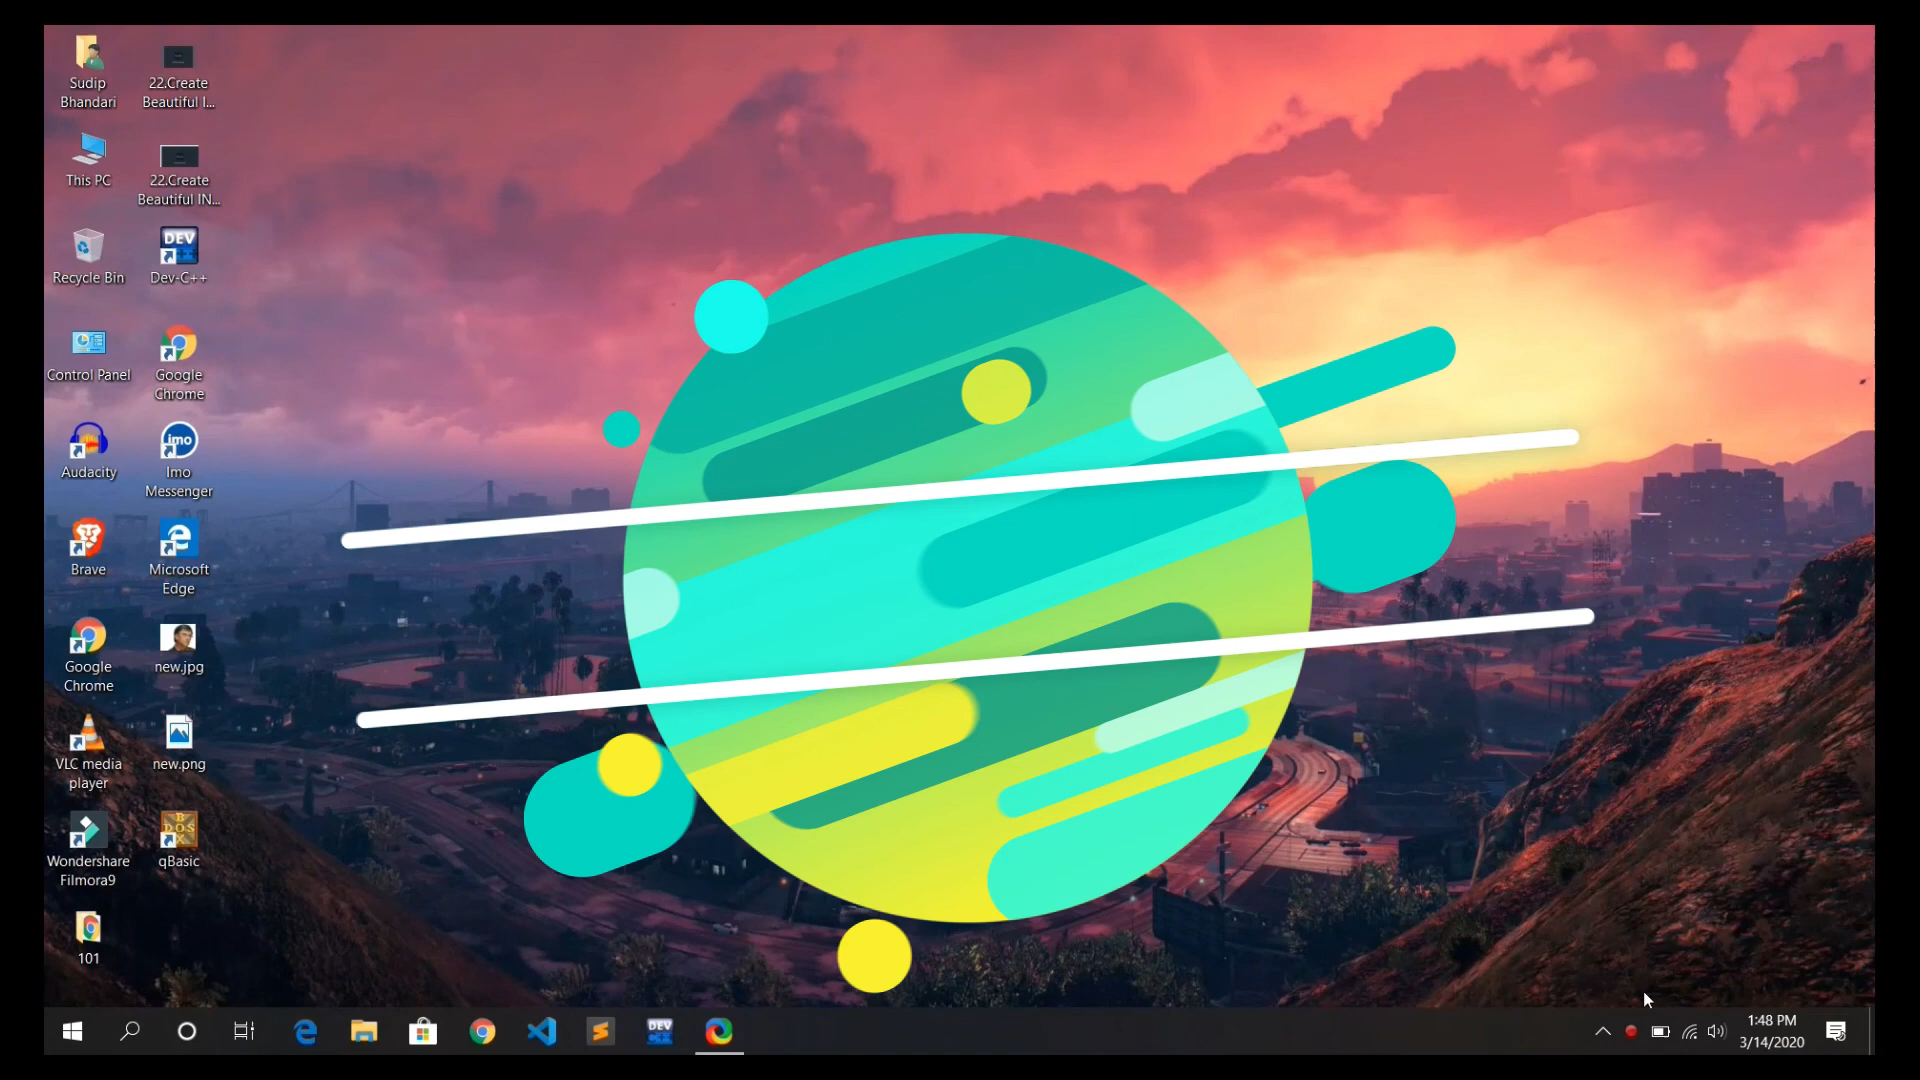 Sudip
Bhandari
22.Create
Beautiful I...
This PC
22.Create
Beautiful IN...
Recycle Bin
DEV
C++
Dev-C++
Control Panel
Google
Chrome
Audacity
imo
Imo
Messenger
Brave
Microsoft
Edge
Google
Chrome
new.jpg
VLC media
player
new.png
Wondershare
Filmora9
B
DOS
X
qBasic
101
DEV
C++
1:48 PM
3/14/2020